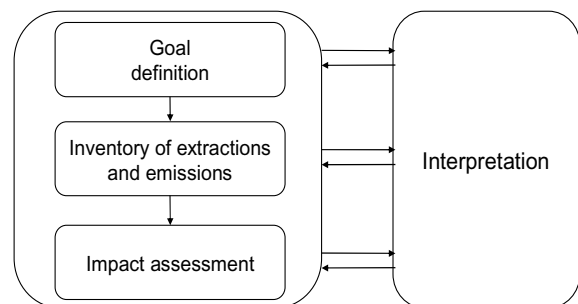 Goal
definition
Inventory of extractions
and emissions
Impact assessment
Interpretation